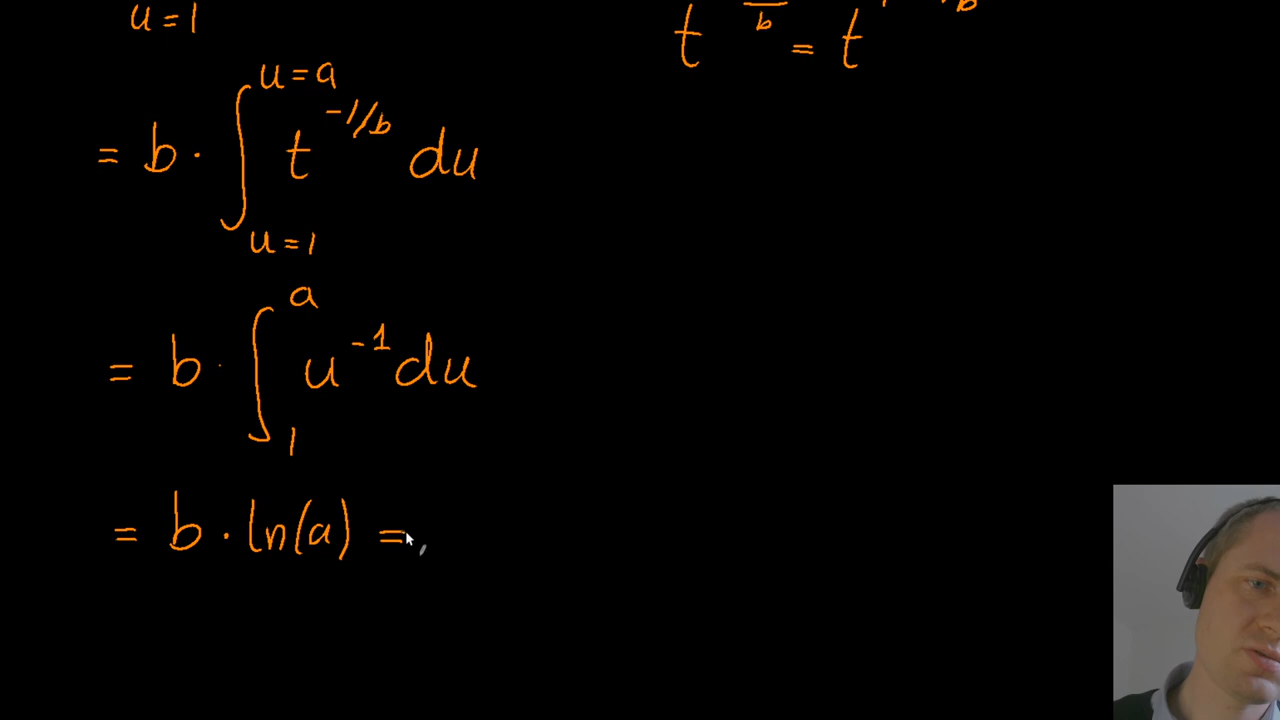 u = 1
t b = t b
u = a
= b · ∫ t -1/b du
u = 1
a
= b · ∫ u -1 du
1
= b · ln(a) =